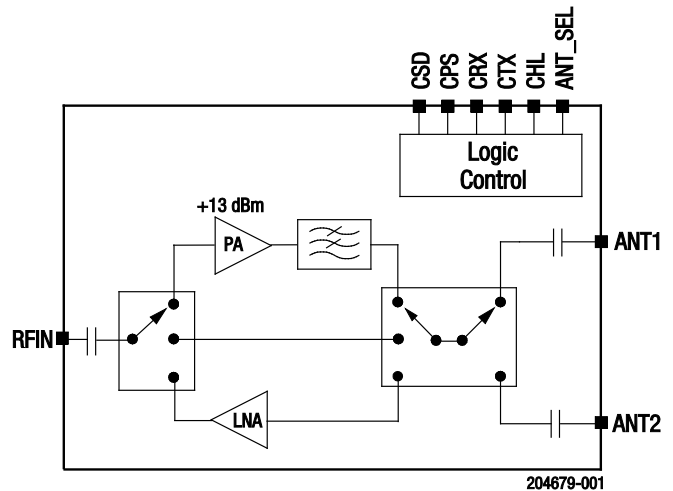 CSD
CPS
CRX
CTX
CHL
ANT_SEL
Logic
Control
+13 dBm
PA
ANT1
RFIN
LNA
ANT2
204679-001